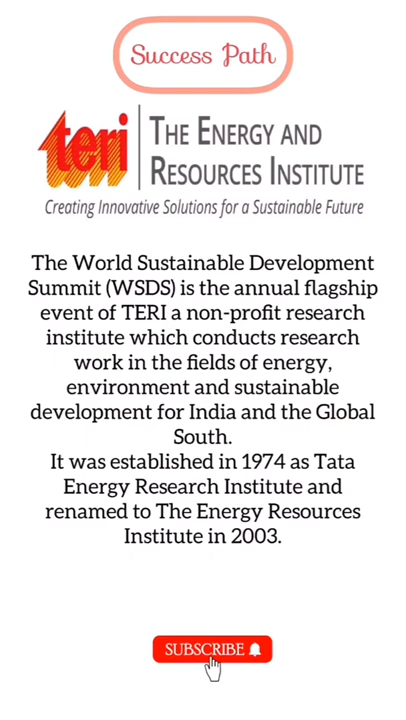 Success Path
teri
THE ENERGY AND
RESOURCES INSTITUTE
Creating Innovative Solutions for a Sustainable Future
The World Sustainable Development
Summit (WSDS) is the annual flagship
event of TERI a non-profit research
institute which conducts research
work in the fields of energy,
environment and sustainable
development for India and the Global
South.
It was established in 1974 as Tata
Energy Research Institute and
renamed to The Energy Resources
Institute in 2003.
SUBSCRIBE